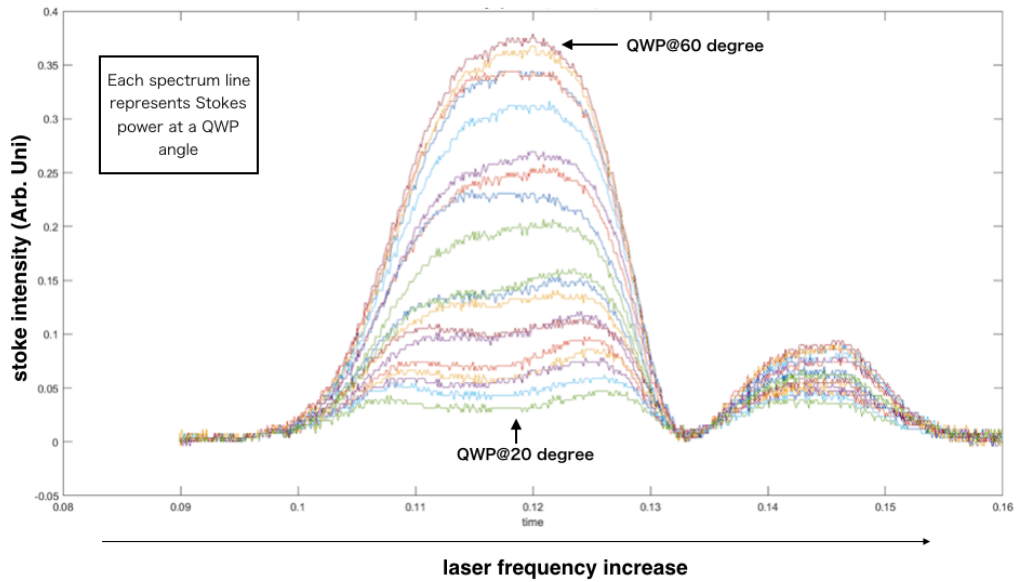 0.4
QWP@60 degree
0.35
Each spectrum line
represents Stokes
power at a QWP
angle
0.3
0.25
0.2
0.15
0.1
0.05
0
-0.05
stoke intensity (Arb. Uni)
QWP@20 degree
0.08 0.09 0.1 0.11 0.12 0.13 0.14 0.15 0.16
time
laser frequency increase